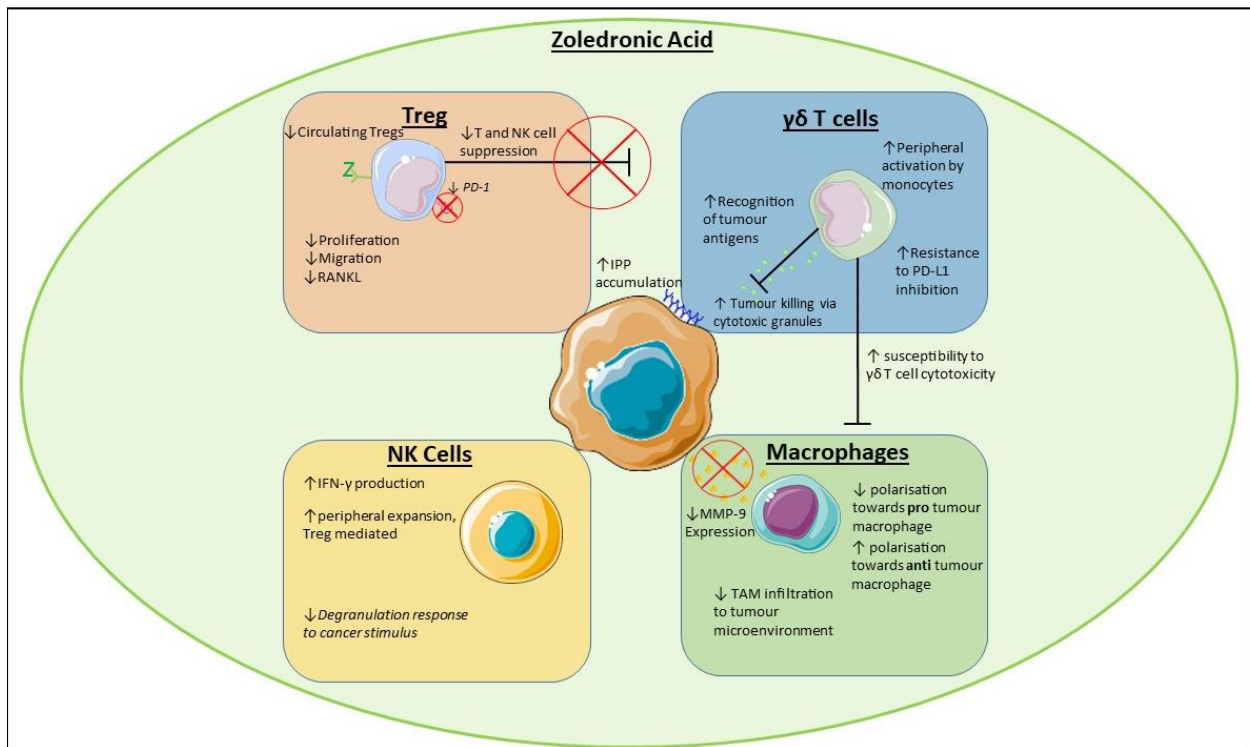 Zoledronic Acid
Treg
↓Circulating Tregs
↓T and NK cell
suppression
Z
↓ PD-1
↓Proliferation
↓Migration
↓RANKL
γδ T cells
↑Peripheral
activation by
monocytes
↑Recognition
of tumour
antigens
↑Resistance
to PD-L1
inhibition
↑ Tumour killing via
cytotoxic granules
↑IPP
accumulation
↑ susceptibility to
γδ T cell cytotoxicity
NK Cells
↑IFN-γ production
↑peripheral expansion,
Treg mediated
↓Degranulation response
to cancer stimulus
Macrophages
↓MMP-9
Expression
↓ polarisation
towards pro tumour
macrophage
↑ polarisation
towards anti tumour
macrophage
↓ TAM infiltration
to tumour
microenvironment